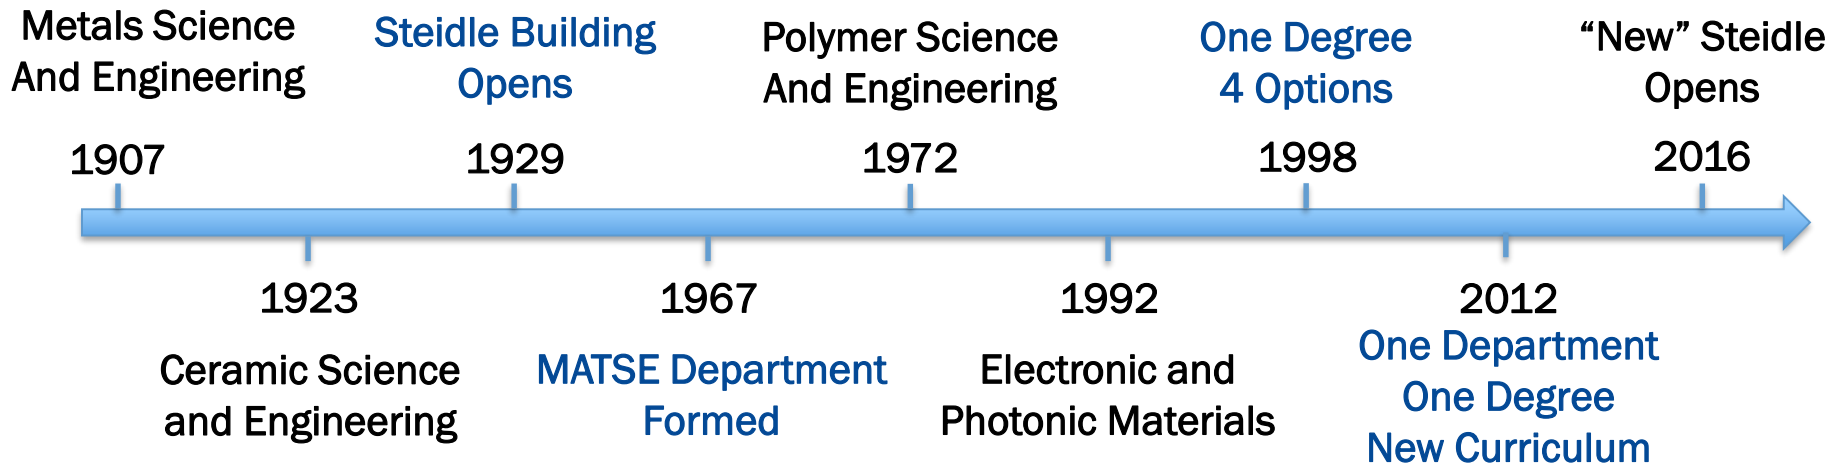 Metals Science
And Engineering
1907
Steidle Building
Opens
1929
Polymer Science
And Engineering
1972
One Degree
4 Options
1998
“New” Steidle
Opens
2016
1923
Ceramic Science
and Engineering
1967
MATSE Department
Formed
1992
Electronic and
Photonic Materials
2012
One Department
One Degree
New Curriculum